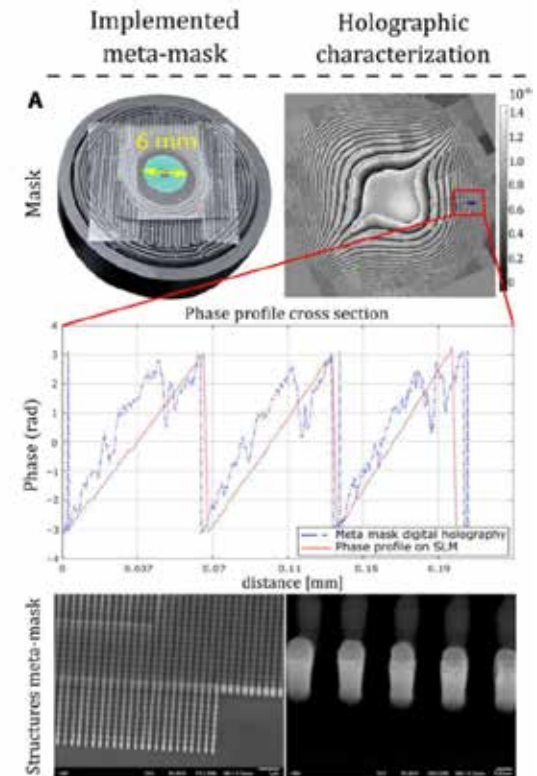 Implemented
meta-mask
Holographic
characterization
A
Mask
6 mm
10⁻⁶
1.4
1.2
1.0
0.8
0.6
0.4
0.2
0
Phase profile cross section
Phase (rad)
4
3
2
1
0
-1
-2
-3
-4
Meta mask digital holography
Phase profile on SLM
0
0.037
0.07
0.11
0.15
0.19
distance [mm]
Structures meta-mask